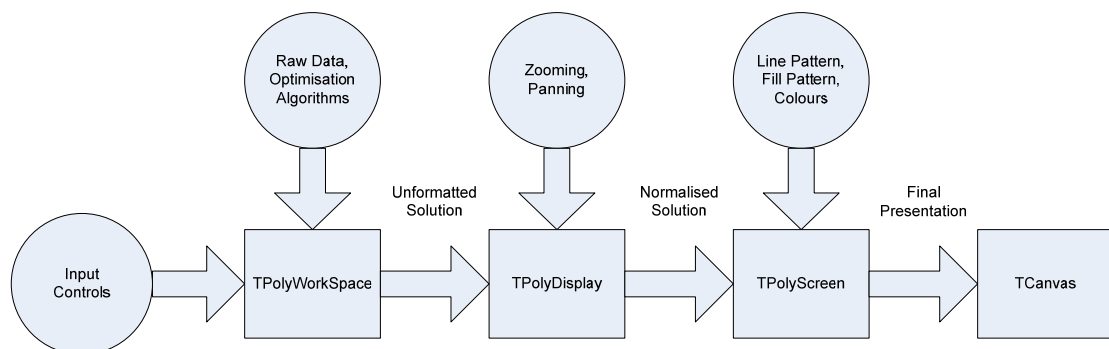 Raw Data,
Optimisation
Algorithms
Zooming,
Panning
Line Pattern,
Fill Pattern,
Colours
Unformatted
Solution
Normalised
Solution
Final
Presentation
Input
Controls
TPolyWorkSpace
TPolyDisplay
TPolyScreen
TCanvas